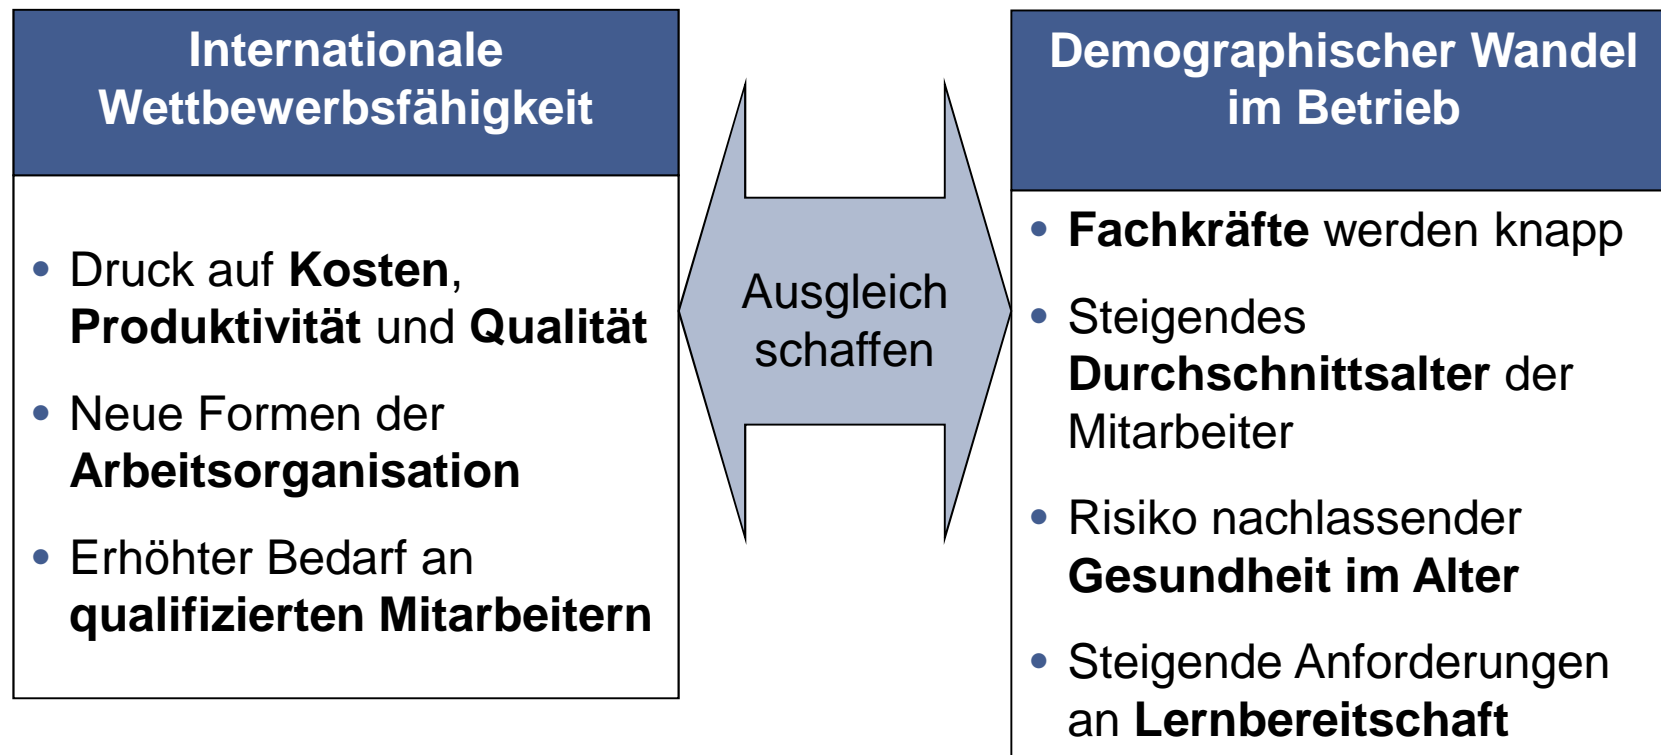 Internationale
Wettbewerbsfähigkeit
• Druck auf Kosten,
Produktivität und Qualität
• Neue Formen der
Arbeitsorganisation
• Erhöhter Bedarf an
qualifizierten Mitarbeitern
Ausgleich
schaffen
Demographischer Wandel
im Betrieb
• Fachkräfte werden knapp
• Steigendes
Durchschnittsalter der
Mitarbeiter
• Risiko nachlassender
Gesundheit im Alter
• Steigende Anforderungen
an Lernbereitschaft